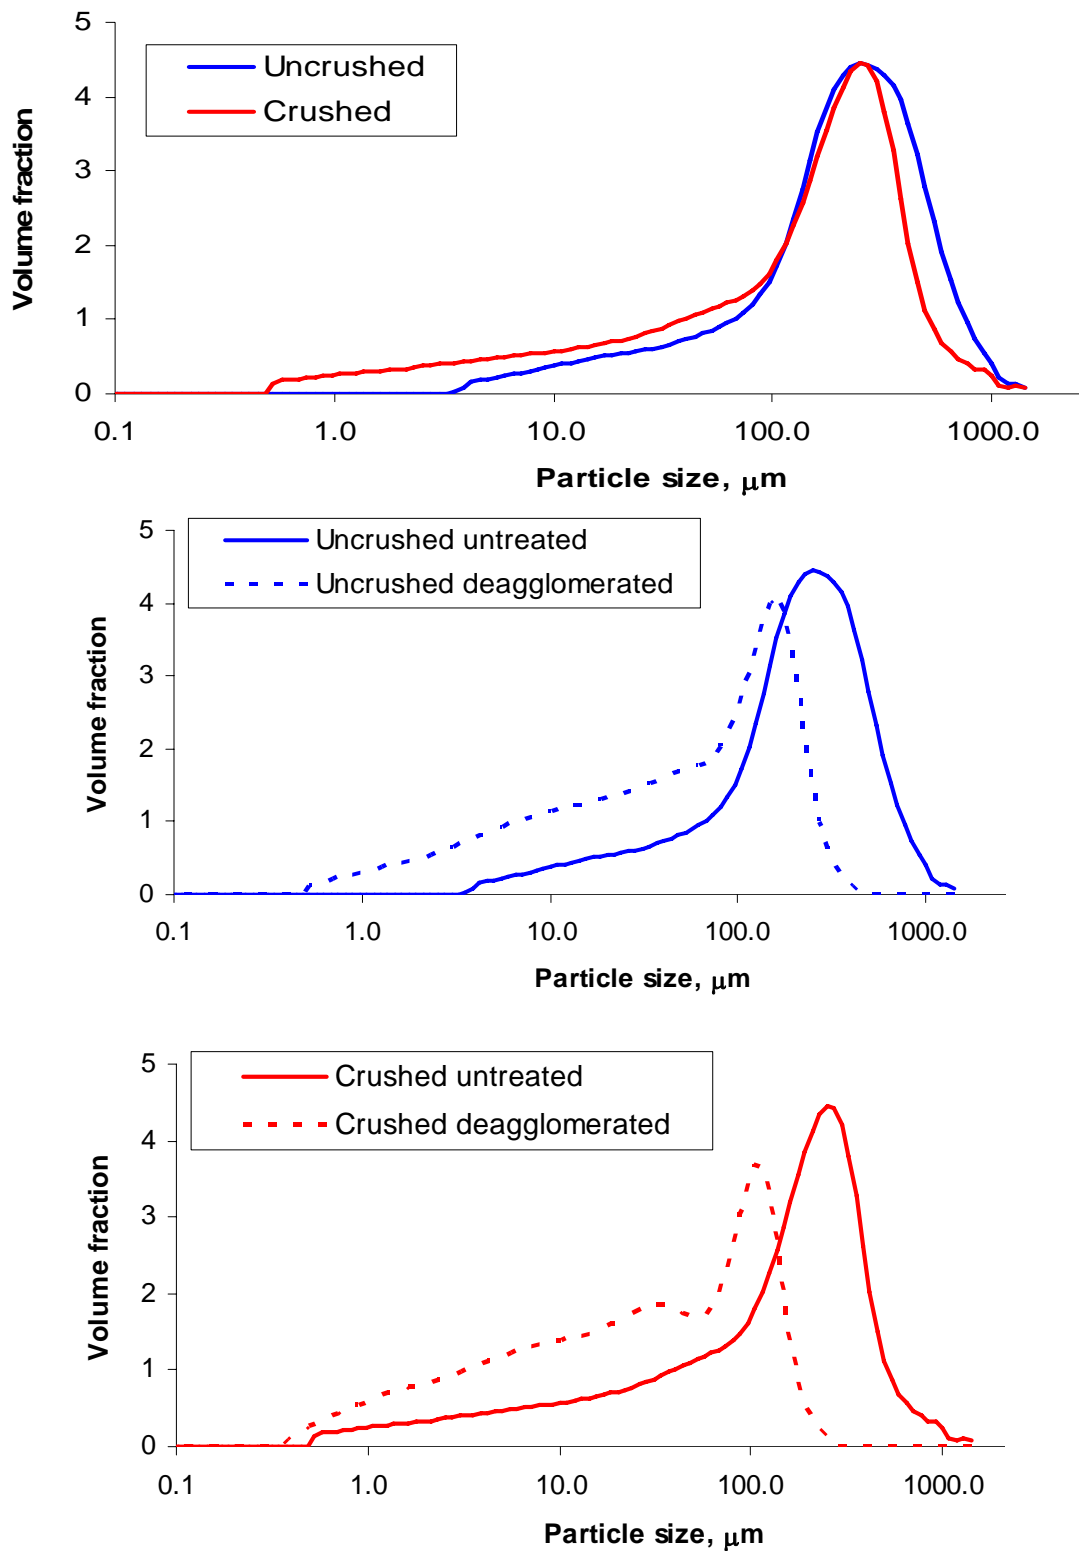 5
4
3
2
1
0
Volume fraction
Uncrushed
Crushed
0.1 1.0 10.0 100.0 1000.0
Particle size, μm
5
4
3
2
1
0
Volume fraction
Uncrushed untreated
Uncrushed deagglomerated
0.1 1.0 10.0 100.0 1000.0
Particle size, μm
5
4
3
2
1
0
Volume fraction
Crushed untreated
Crushed deagglomerated
0.1 1.0 10.0 100.0 1000.0
Particle size, μm